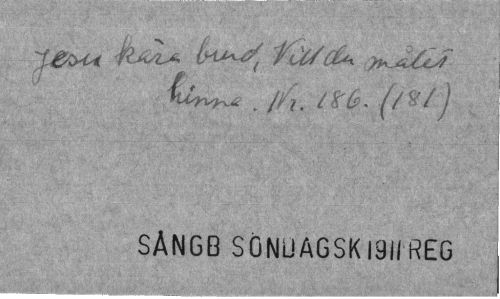 Jesu kära brud, Vill du målet
hinna. Nr. 186. (181)
SÅNGB SÖNDAGSK 1911 REG